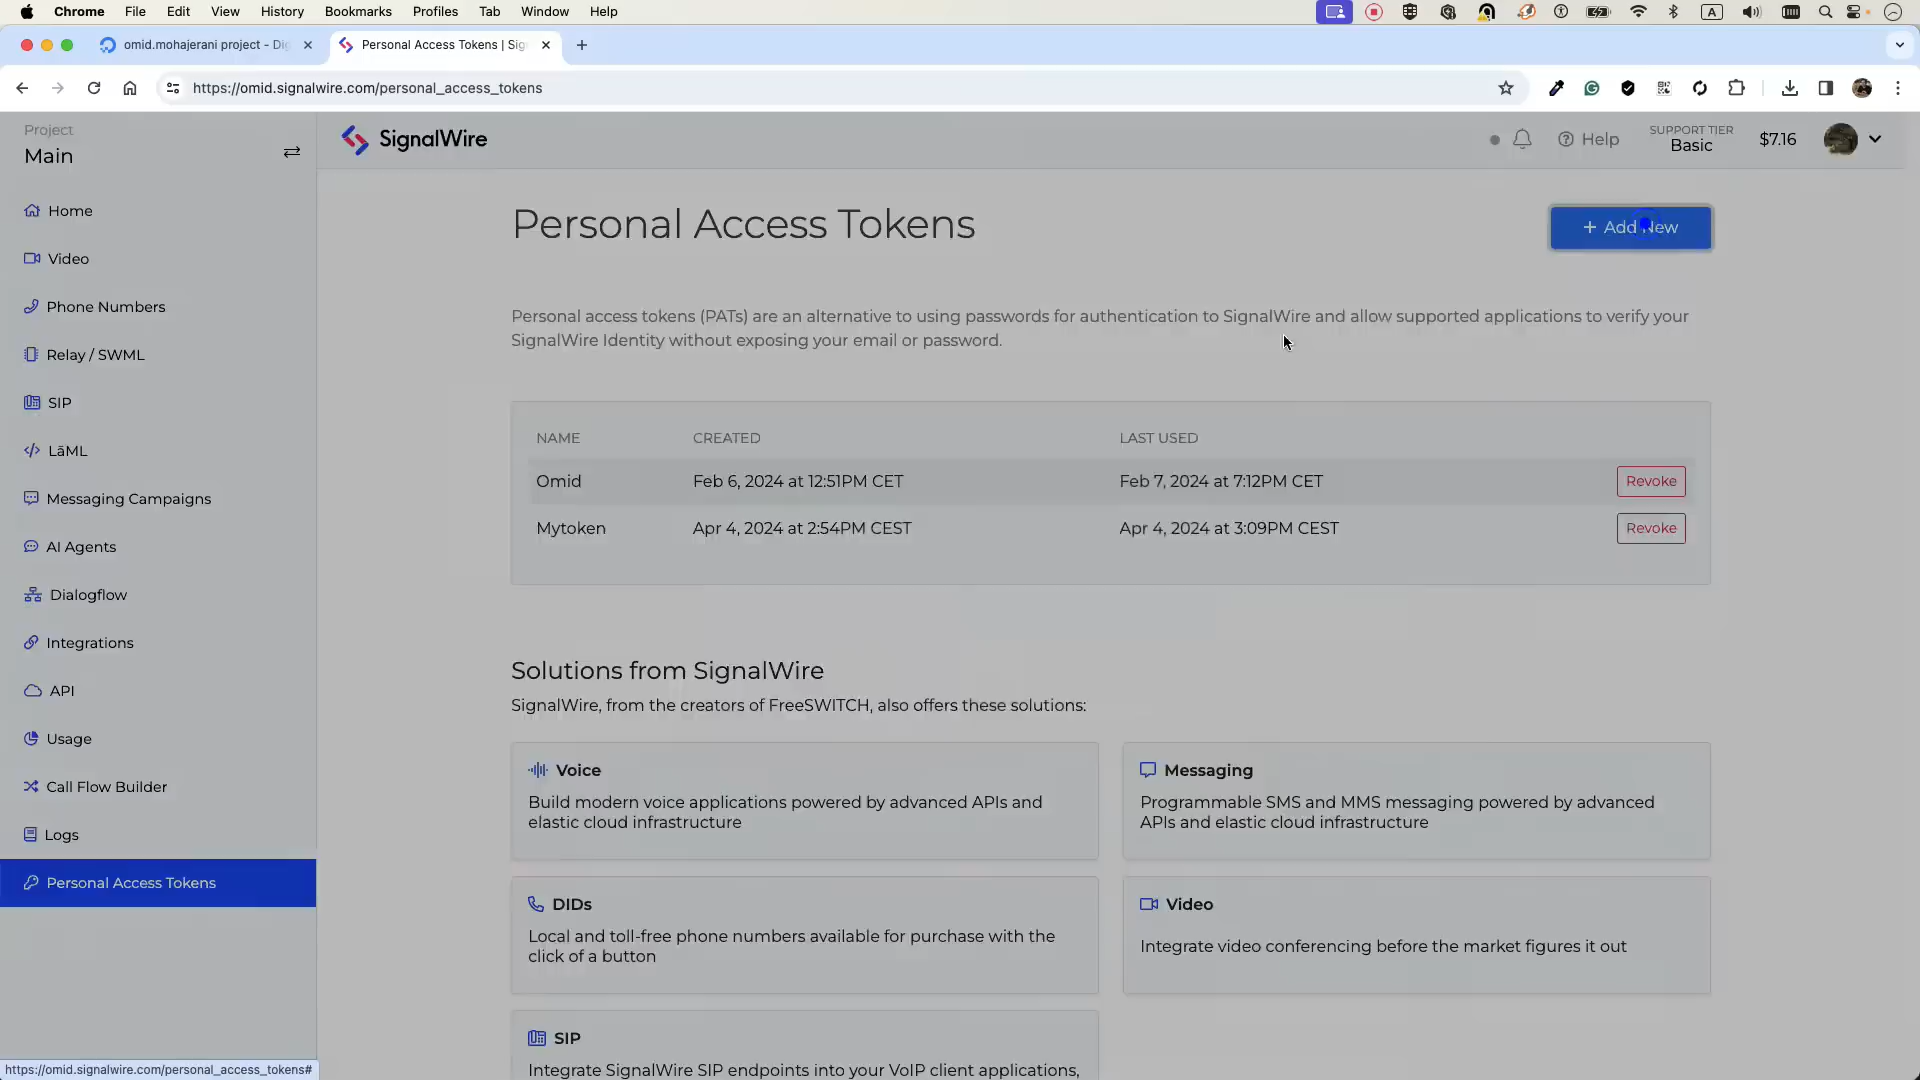 Chrome File Edit View History Bookmarks Profiles Tab Window Help
A
omid.mohajerani project - Di
Personal Access Tokens | Sig
https://omid.signalwire.com/personal_access_tokens
Project
Main
SignalWire
Help
SUPPORT TIER
Basic
$7.16
Home
Video
Phone Numbers
Relay / SWML
SIP
LāML
Messaging Campaigns
AI Agents
Dialogflow
Integrations
API
Usage
Call Flow Builder
Logs
Personal Access Tokens
Personal Access Tokens
+ Add New
Personal access tokens (PATs) are an alternative to using passwords for authentication to SignalWire and allow supported applications to verify your
SignalWire Identity without exposing your email or password.
NAME CREATED LAST USED
Omid Feb 6, 2024 at 12:51PM CET Feb 7, 2024 at 7:12PM CET Revoke
Mytoken Apr 4, 2024 at 2:54PM CEST Apr 4, 2024 at 3:09PM CEST Revoke
Solutions from SignalWire
SignalWire, from the creators of FreeSWITCH, also offers these solutions:
Voice
Build modern voice applications powered by advanced APIs and
elastic cloud infrastructure
Messaging
Programmable SMS and MMS messaging powered by advanced
APIs and elastic cloud infrastructure
DIDs
Local and toll-free phone numbers available for purchase with the
click of a button
Video
Integrate video conferencing before the market figures it out
SIP
Integrate SignalWire SIP endpoints into your VoIP client applications,
https://omid.signalwire.com/personal_access_tokens#